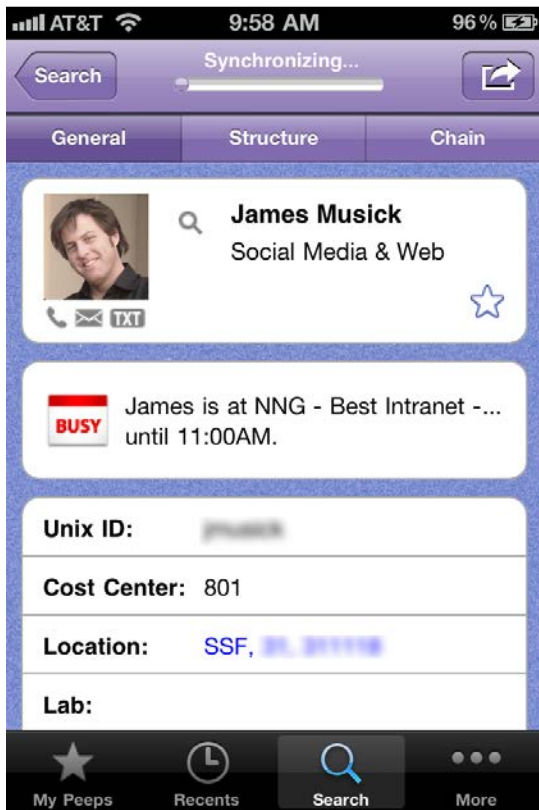 AT&T 9:58 AM 96%
Search Synchronizing...
General Structure Chain
James Musick
Social Media & Web
TXT
BUSY
James is at NNG - Best Intranet -...
until 11:00AM.
Unix ID:
Cost Center: 801
Location: SSF,
Lab:
My Peeps Recents Search More